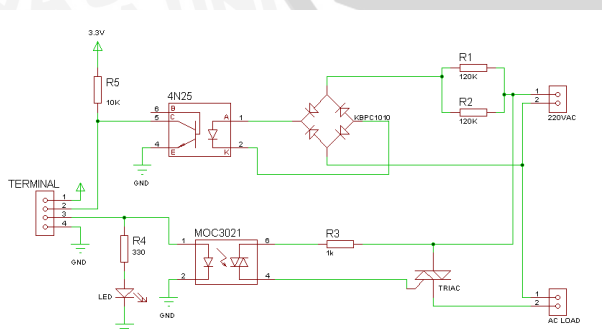 3.3V
R5
10K
4N25
6
B
5
C
A
1
4
E
K
2
GND
KBPC1010
R1
120K
R2
120K
1
2
220VAC
TERMINAL
1
2
3
4
GND
R4
330
LED
MOC3021
1
6
2
4
GND
R3
1k
TRIAC
1
2
AC LOAD